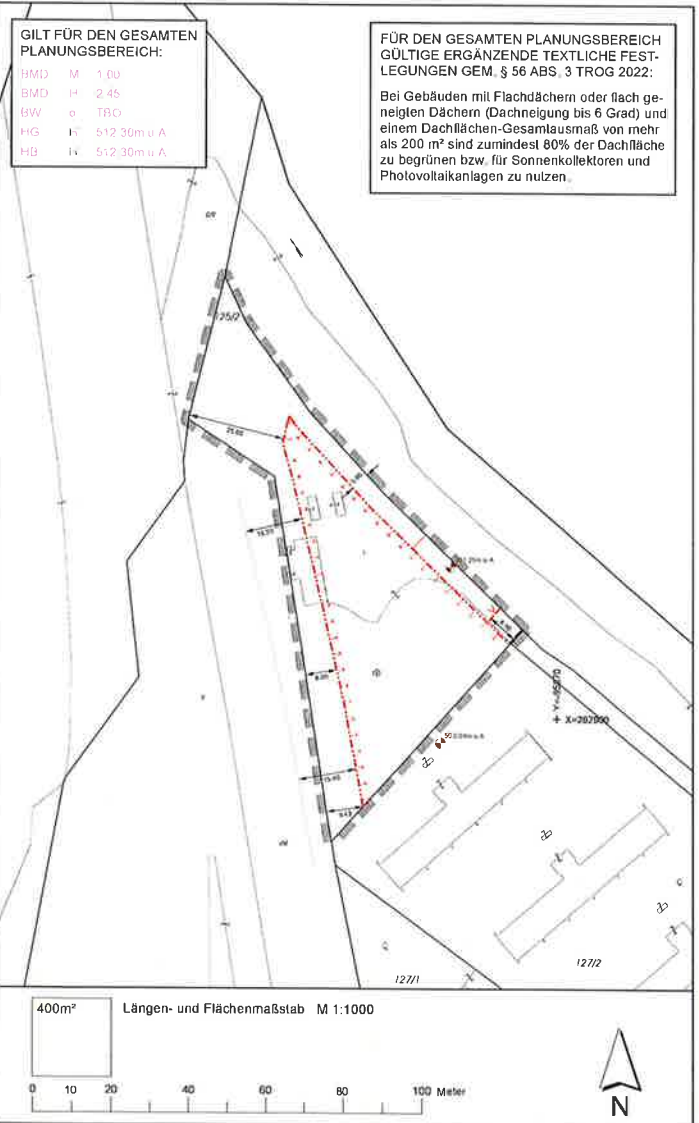 GILT FÜR DEN GESAMTEN
PLANUNGSBEREICH:
BMD M 1.00
BMD H 2.45
BW o TBO
HG H 512.30m ü.A.
HB H 512.30m ü.A.
FÜR DEN GESAMTEN PLANUNGSBEREICH
GÜLTIGE ERGÄNZENDE TEXTLICHE FEST-
LEGUNGEN GEM. § 56 ABS. 3 TROG 2022:
Bei Gebäuden mit Flachdächern oder flach ge-
neigten Dächern (Dachneigung bis 6 Grad) und
einem Dachflächen-Gesamtausmaß von mehr
als 200 m² sind zumindest 80% der Dachfläche
zu begrünen bzw. für Sonnenkollektoren und
Photovoltaikanlagen zu nutzen.
125/2
25.00
Y=-95870
X=202900
127/2
127/1
400m²
Längen- und Flächenmaßstab M 1:1000
0 10 20 40 60 80 100 Meter
N